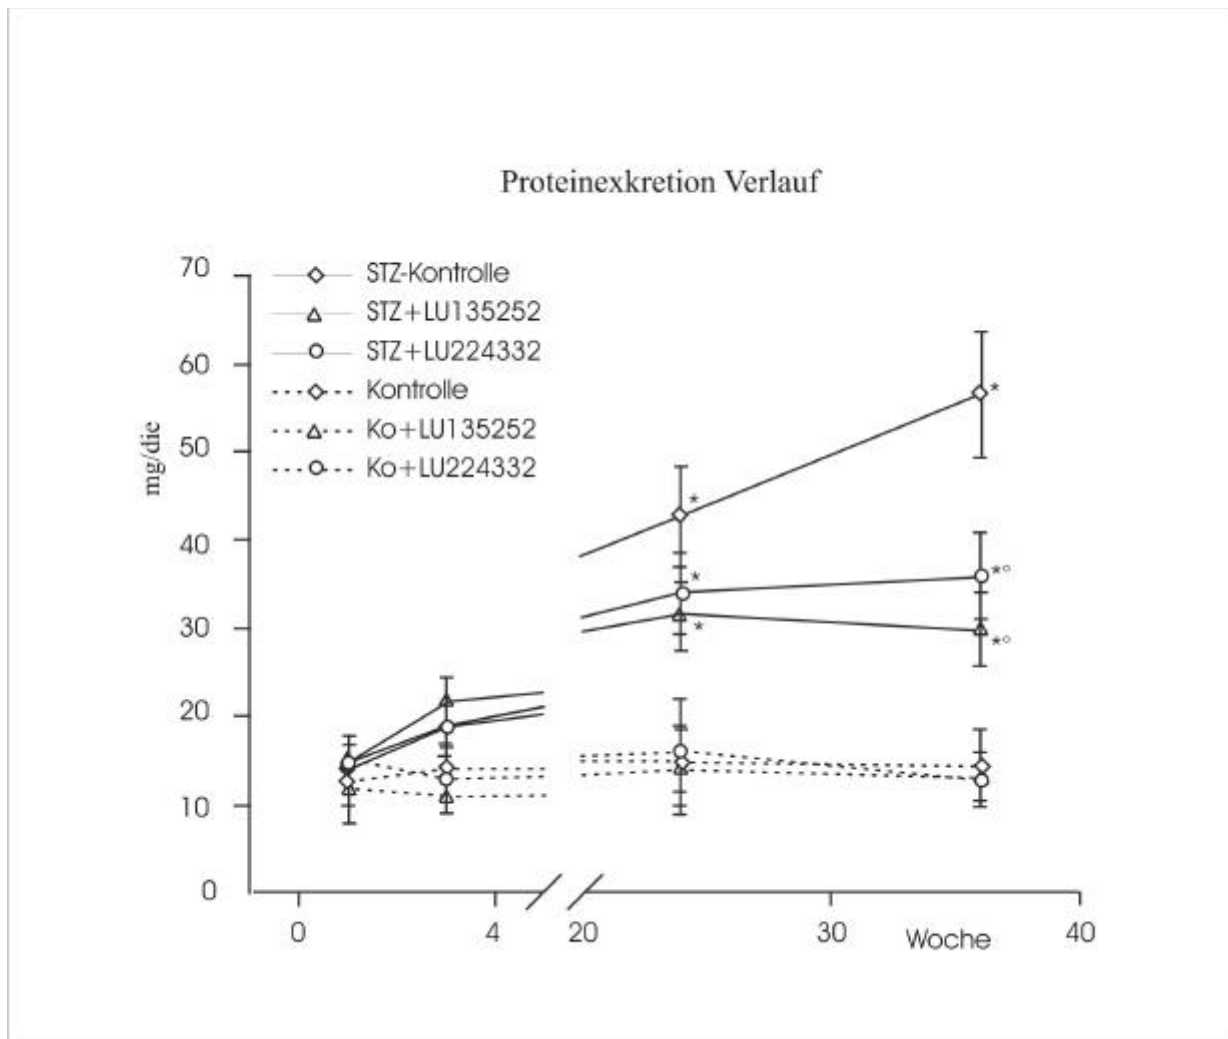 Proteinexkretion Verlauf
70
60
50
40
30
20
10
0
mg/die
STZ-Kontrolle
STZ+LU135252
STZ+LU224332
Kontrolle
Ko+LU135252
Ko+LU224332
*
*
*
*
*°
*°
0
4
20
30
Woche
40